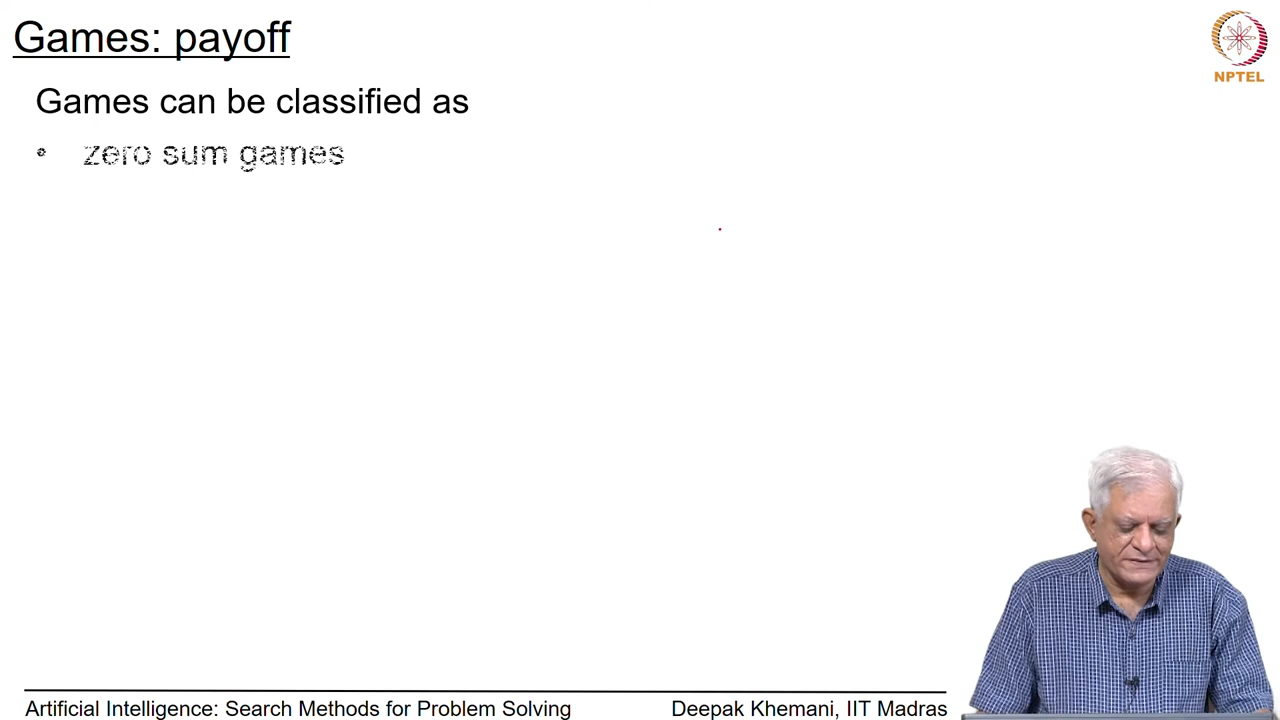 Games: payoff
NPTEL
Games can be classified as
• zero sum games
Artificial Intelligence: Search Methods for Problem Solving
Deepak Khemani, IIT Madras